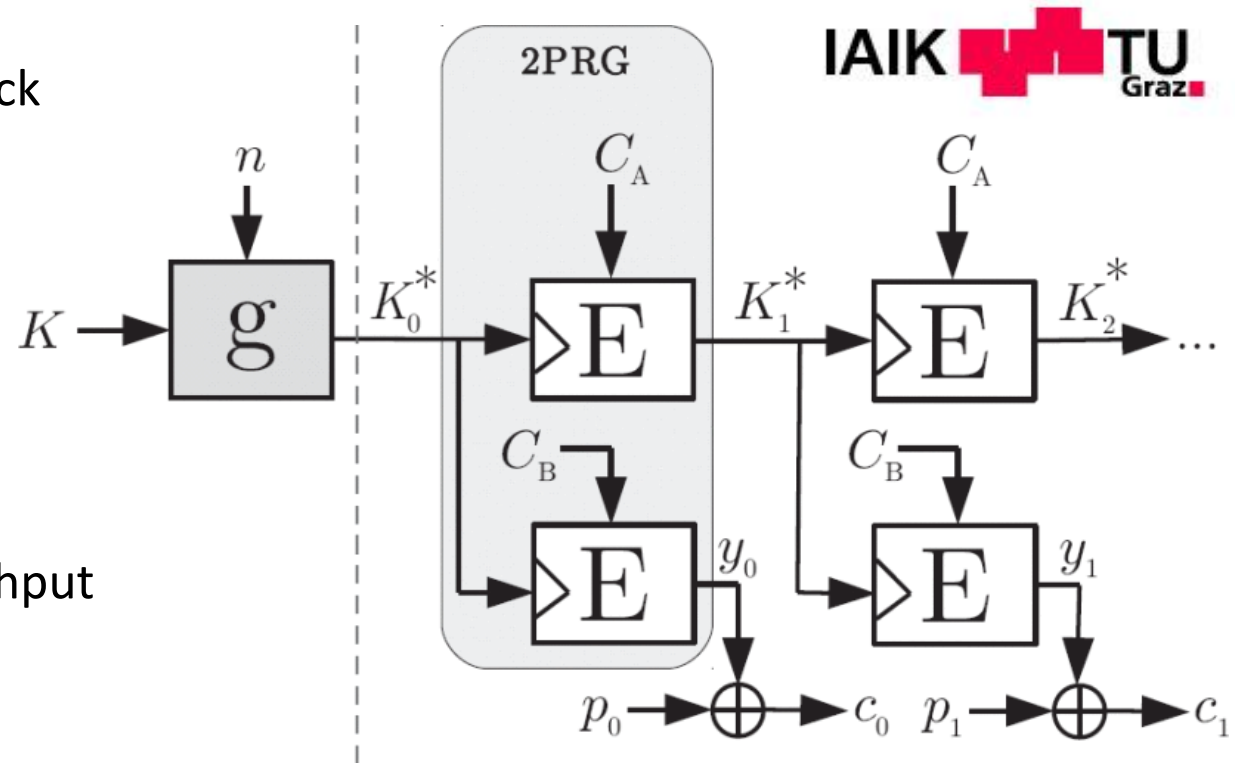 ck
hput
IAIK TU
Graz
2PRG
n
C_A
C_A
K
g
K_0^*
E
K_1^*
E
K_2^*
...
C_B
C_B
E
y_0
E
y_1
p_0
c_0
p_1
c_1